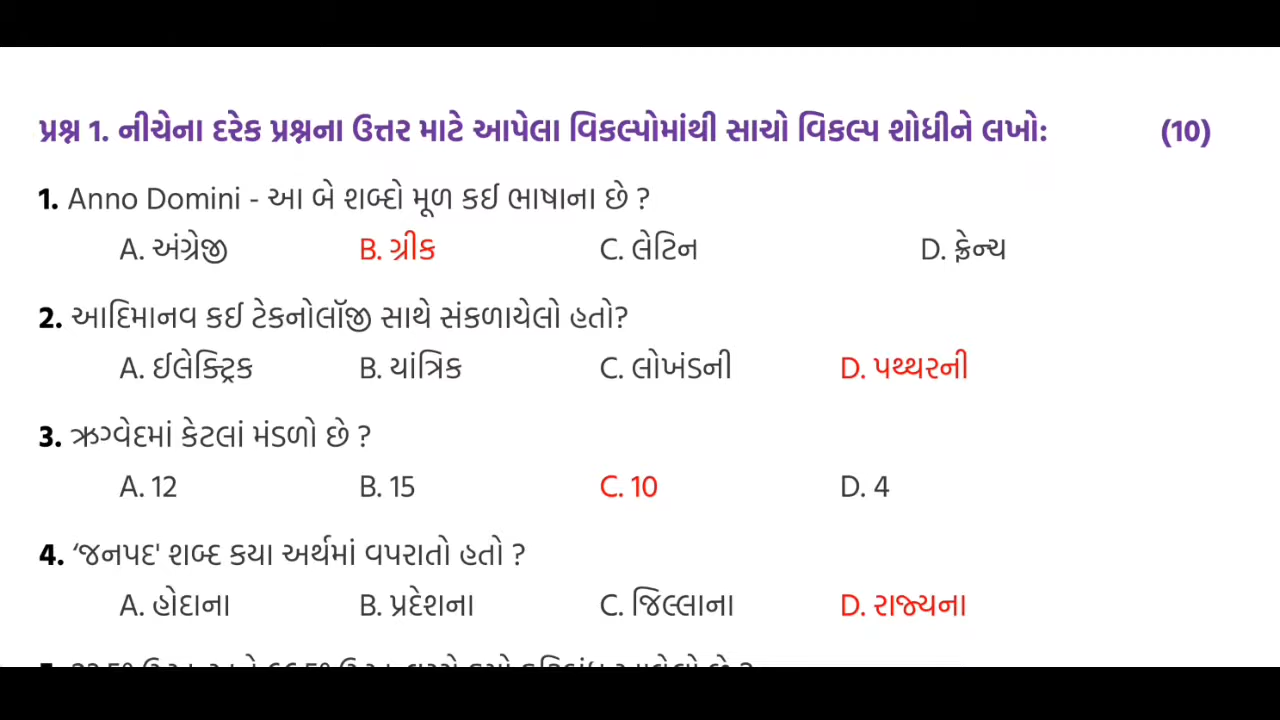 પ્રશ્ન 1. નીચેના દરેક પ્રશ્નના ઉત્તર માટે આપેલા વિકલ્પોમાંથી સાચો વિકલ્પ શોધીને લખો: (10)
1. Anno Domini - આ બે શબ્દો મૂળ કઈ ભાષાના છે ?
A. અંગ્રેજી B. ગ્રીક C. લેટિન D. ફ્રેન્ચ
2. આદિમાનવ કઈ ટેકનોલૉજી સાથે સંકળાયેલો હતો?
A. ઈલેક્ટ્રિક B. યાંત્રિક C. લોખંડની D. પથ્થરની
3. ઋગ્વેદમાં કેટલાં મંડળો છે ?
A. 12 B. 15 C. 10 D. 4
4. ‘જનપદ' શબ્દ કયા અર્થમાં વપરાતો હતો ?
A. હોદાના B. પ્રદેશના C. જિલ્લાના D. રાજ્યના